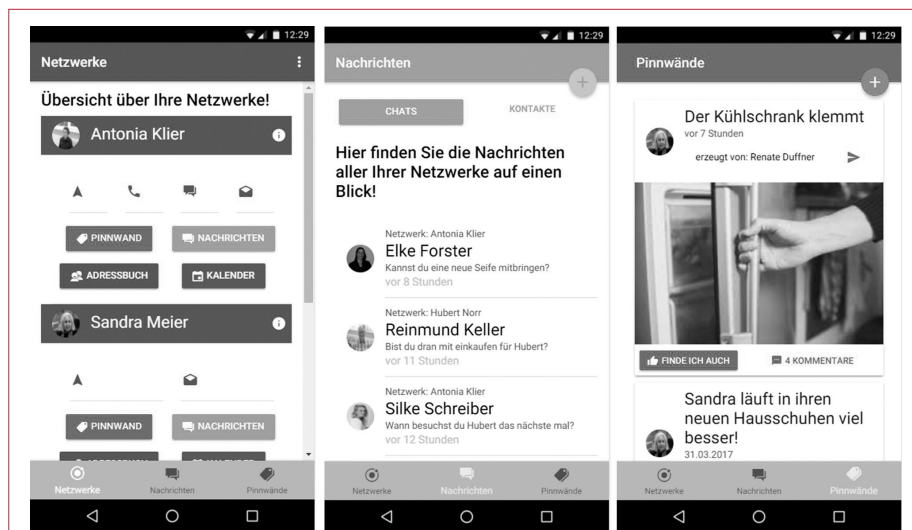 12:29
Netzwerke
Übersicht über Ihre Netzwerke!
Antonia Klier
PINNWAND
NACHRICHTEN
ADRESSBUCH
KALENDER
Sandra Meier
PINNWAND
NACHRICHTEN
Netzwerke
Nachrichten
Pinnwände
12:29
Nachrichten
CHATS
KONTAKTE
Hier finden Sie die Nachrichten
aller Ihrer Netzwerke auf einen
Blick!
Netzwerk: Antonia Klier
Elke Forster
Kannst du eine neue Seife mitbringen?
vor 8 Stunden
Netzwerk: Hubert Norr
Reinmund Keller
Bist du dran mit einkaufen für Hubert?
vor 11 Stunden
Netzwerk: Antonia Klier
Silke Schreiber
Wann besuchst du Hubert das nächste mal?
vor 12 Stunden
Netzwerke
Nachrichten
Pinnwände
12:29
Pinnwände
Der Kühlschrank klemmt
vor 7 Stunden
erzeugt von: Renate Duffner
FINDE ICH AUCH
4 KOMMENTARE
Sandra läuft in ihren
neuen Hausschuhen viel
besser!
31.03.2017
Netzwerke
Nachrichten
Pinnwände